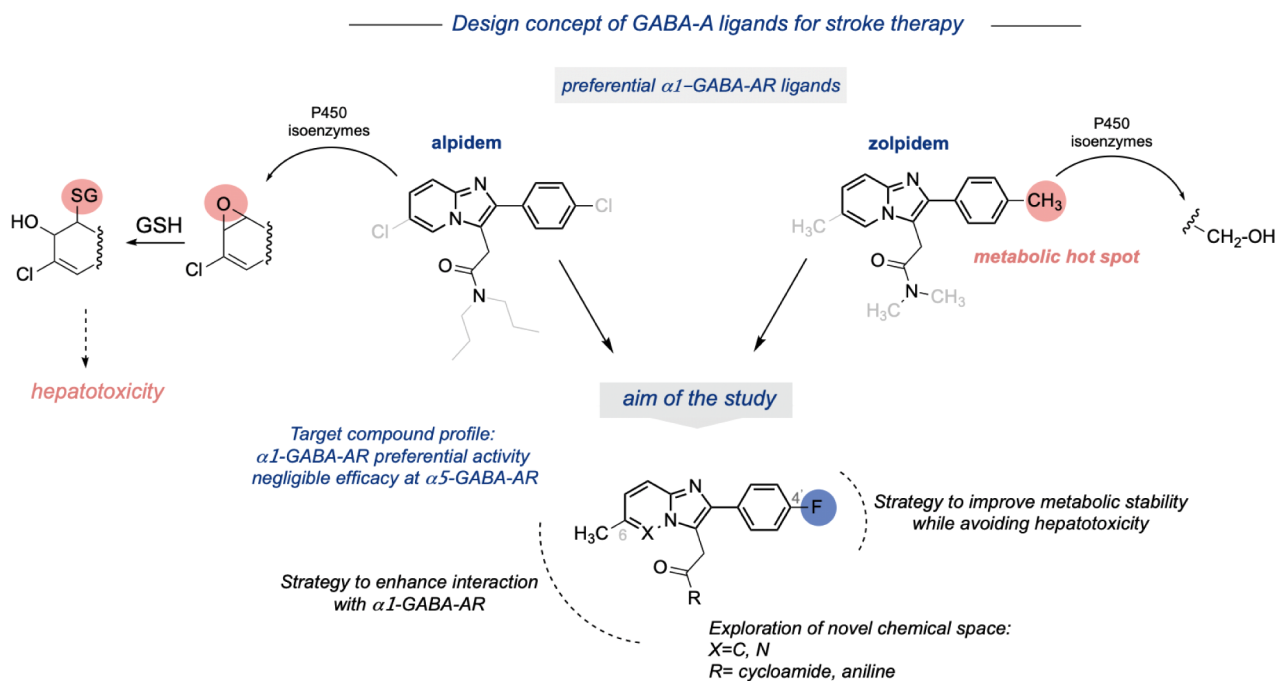 Design concept of GABA-A ligands for stroke therapy
preferential α1–GABA-AR ligands
P450
isoenzymes
alpidem
zolpidem
P450
isoenzymes
SG
HO
Cl
GSH
O
Cl
N
N
Cl
Cl
O
N
N
N
H₃C
CH₃
O
N
H₃C
CH₃
metabolic hot spot
CH₂-OH
hepatotoxicity
aim of the study
Target compound profile:
α1-GABA-AR preferential activity
negligible efficacy at α5-GABA-AR
N
N
X
H₃C
6
4'
F
O
R
Strategy to improve metabolic stability
while avoiding hepatotoxicity
Strategy to enhance interaction
with α1-GABA-AR
Exploration of novel chemical space:
X=C, N
R= cycloamide, aniline